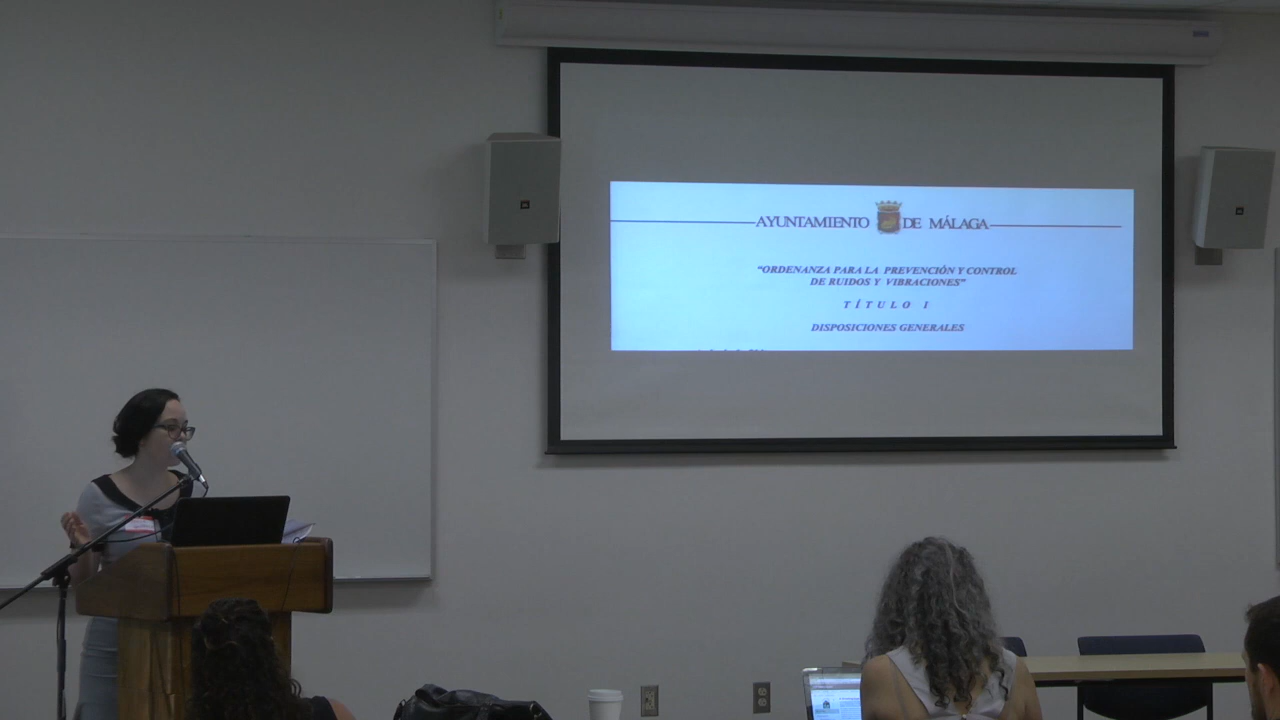 AYUNTAMIENTO DE MÁLAGA
"ORDENANZA PARA LA PREVENCIÓN Y CONTROL
DE RUIDOS Y VIBRACIONES"
TÍTULO I
DISPOSICIONES GENERALES